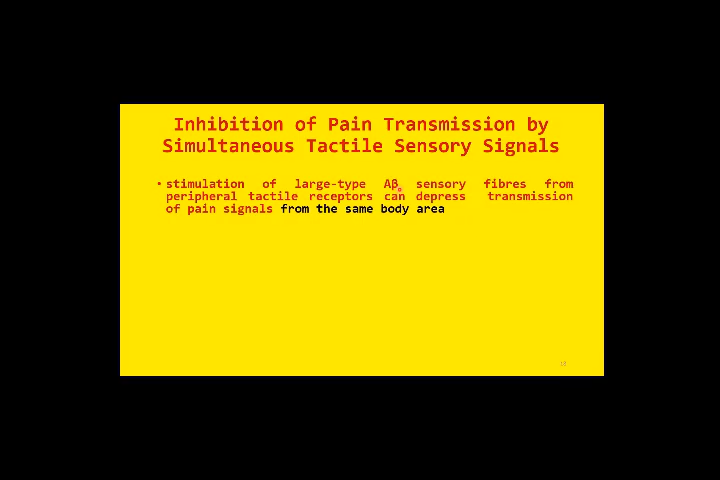 Inhibition of Pain Transmission by
Simultaneous Tactile Sensory Signals
• stimulation of large-type Aβ sensory fibres from
peripheral tactile receptors can depress transmission
of pain signals from the same body area